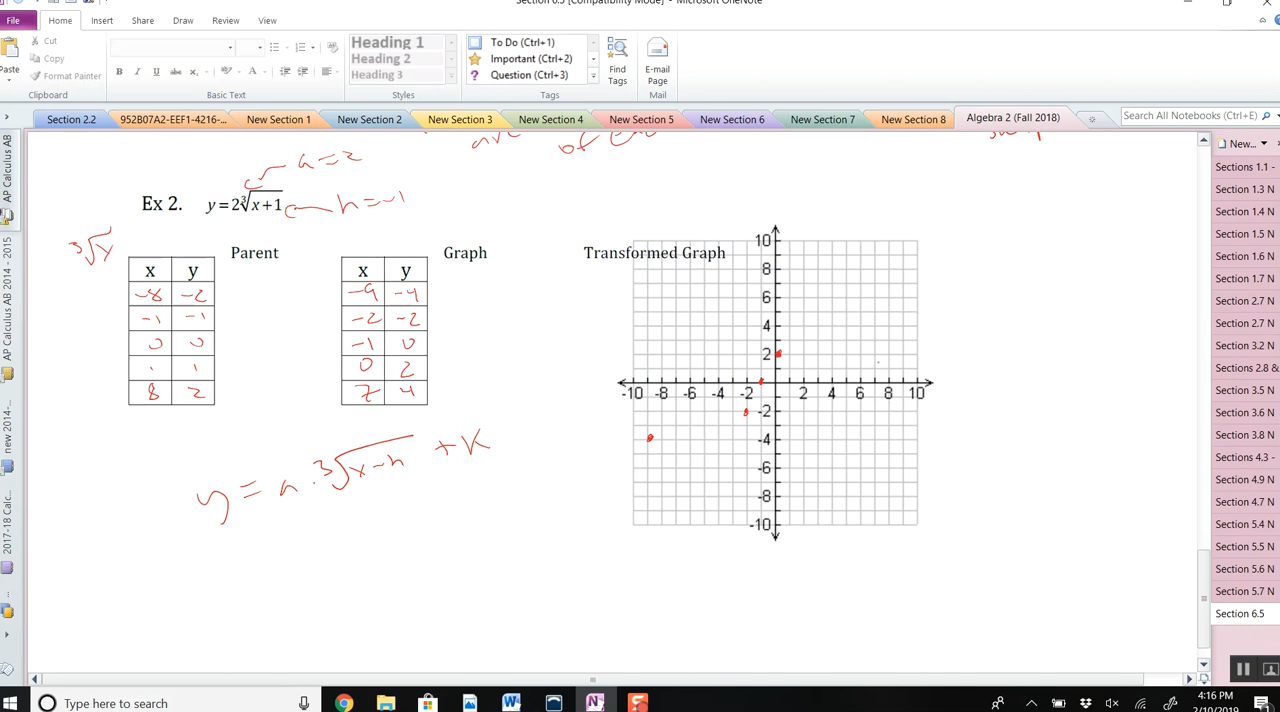 Section 6.5 [Compatibility Mode] - Microsoft OneNote
File Home Insert Share Draw Review View
Cut
Copy
Paste
Format Painter
Clipboard
B I U abc
Basic Text
Heading 1
Heading 2
Heading 3
Styles
To Do (Ctrl+1)
Important (Ctrl+2)
Question (Ctrl+3)
Tags
Find Tags
E-mail Page
Mail
Section 2.2 952B07A2-EEF1-4216-... New Section 1 New Section 2 New Section 3 New Section 4 New Section 5 New Section 6 New Section 7 New Section 8 Algebra 2 (Fall 2018)
Search All Notebooks (Ctrl+E)
New...
AP Calculus AB
AP Calculus AB 2014 - 2015
new 2014-...
2017-18 Calc
Sections 1.1 -
Section 1.3 N
Section 1.4 N
Section 1.5 N
Section 1.6 N
Section 1.7 N
Section 2.7 N
Section 2.7 N
Section 3.2 N
Sections 2.8 &
Section 3.5 N
Section 3.6 N
Section 3.8 N
Sections 4.3 -
Section 4.9 N
Section 4.7 N
Section 5.4 N
Section 5.5 N
Section 5.6 N
Section 5.7 N
Section 6.5
of
a = 2
Ex 2. y = 2∛x+1
h = -1
Parent Graph Transformed Graph
x y
-8 -2
-1 -1
0 0
1 1
8 2
x y
-9 -4
-2 -2
-1 0
0 2
7 4
y = a · ∛x-h + K
10
8
6
4
2
-10 -8 -6 -4 -2 2 4 6 8 10
-2
-4
-6
-8
-10
Type here to search
4:16 PM
2/10/2019